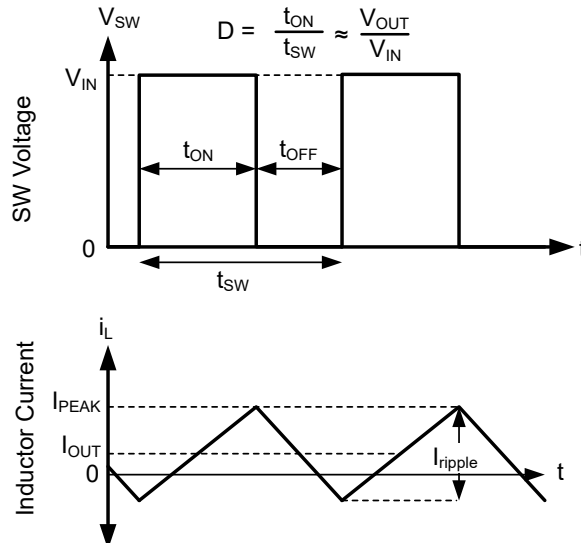 V_SW
D = t_ON / t_SW ≈ V_OUT / V_IN
V_IN
SW Voltage
t_ON
t_OFF
0
t
t_SW
i_L
Inductor Current
I_PEAK
I_OUT
I_ripple
0
t